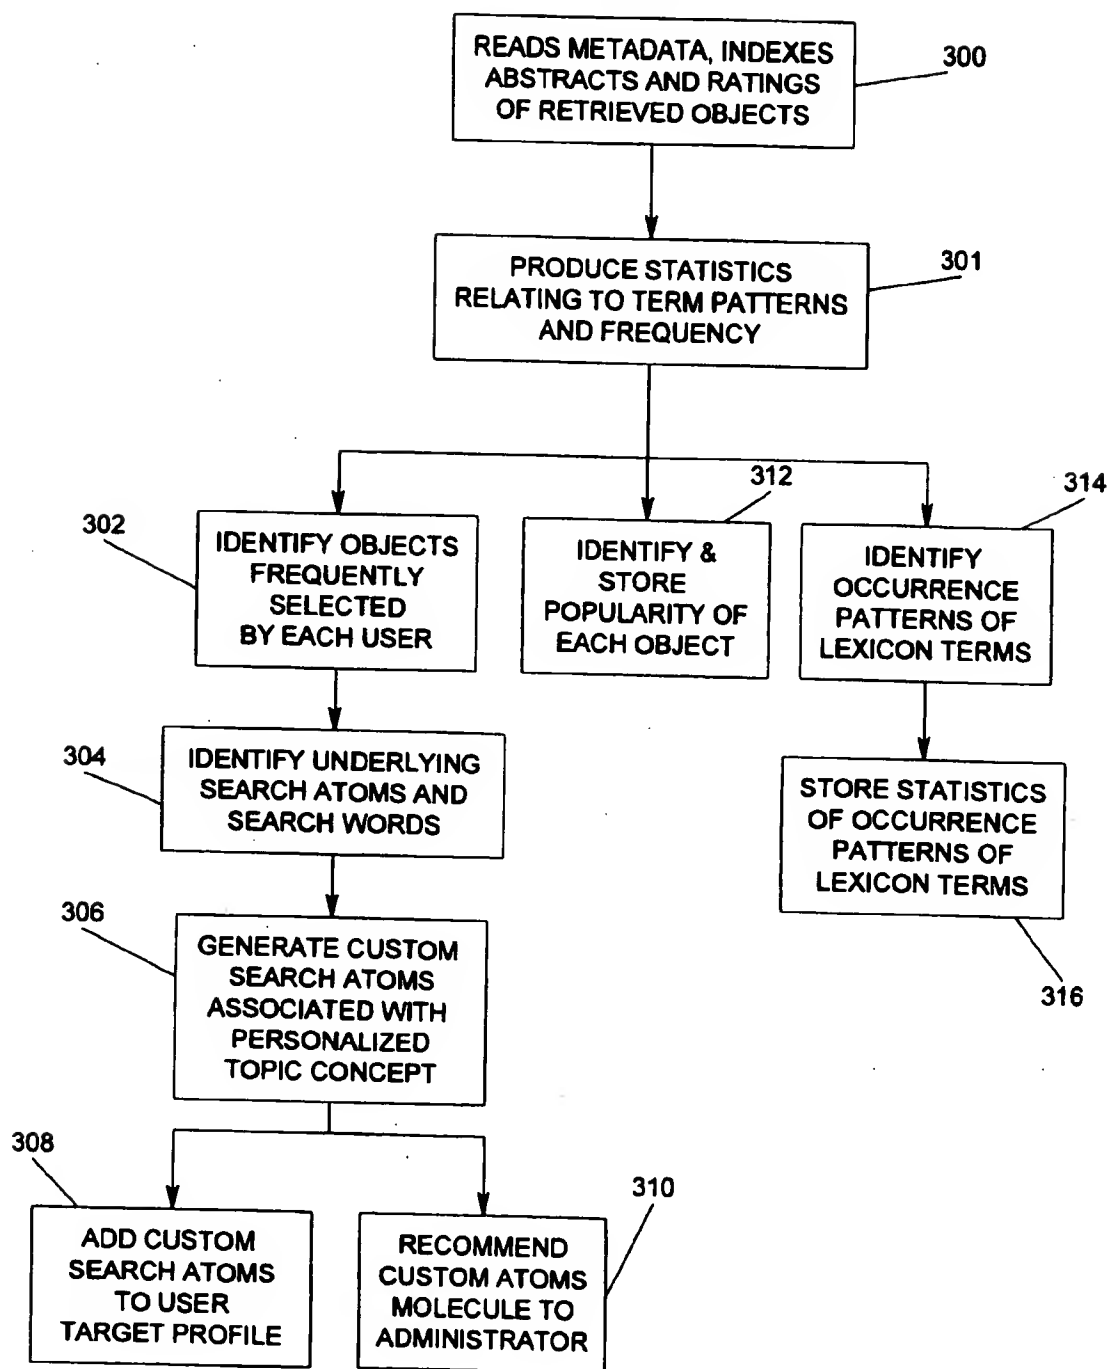 READS METADATA, INDEXES
ABSTRACTS AND RATINGS
OF RETRIEVED OBJECTS
300
PRODUCE STATISTICS
RELATING TO TERM PATTERNS
AND FREQUENCY
301
302
IDENTIFY OBJECTS
FREQUENTLY
SELECTED
BY EACH USER
312
IDENTIFY &
STORE
POPULARITY OF
EACH OBJECT
314
IDENTIFY
OCCURRENCE
PATTERNS OF
LEXICON TERMS
304
IDENTIFY UNDERLYING
SEARCH ATOMS AND
SEARCH WORDS
STORE STATISTICS
OF OCCURRENCE
PATTERNS OF
LEXICON TERMS
316
306
GENERATE CUSTOM
SEARCH ATOMS
ASSOCIATED WITH
PERSONALIZED
TOPIC CONCEPT
308
ADD CUSTOM
SEARCH ATOMS
TO USER
TARGET PROFILE
310
RECOMMEND
CUSTOM ATOMS
MOLECULE TO
ADMINISTRATOR